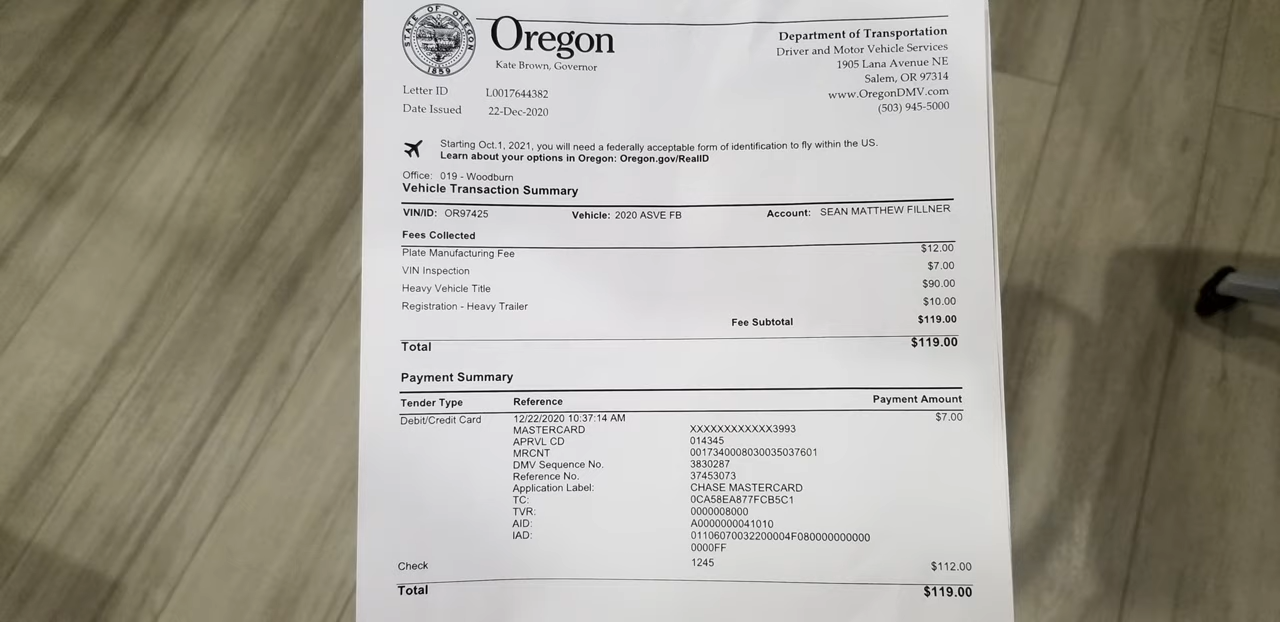 STATE OF OREGON
1859
Oregon
Kate Brown, Governor
Department of Transportation
Driver and Motor Vehicle Services
1905 Lana Avenue NE
Salem, OR 97314
www.OregonDMV.com
(503) 945-5000
Letter ID L0017644382
Date Issued 22-Dec-2020
Starting Oct.1, 2021, you will need a federally acceptable form of identification to fly within the US.
Learn about your options in Oregon: Oregon.gov/RealID
Office: 019 - Woodburn
Vehicle Transaction Summary
VIN/ID: OR97425 Vehicle: 2020 ASVE FB Account: SEAN MATTHEW FILLNER
Fees Collected
Plate Manufacturing Fee $12.00
VIN Inspection $7.00
Heavy Vehicle Title $90.00
Registration - Heavy Trailer $10.00
Fee Subtotal $119.00
Total $119.00
Payment Summary
Tender Type Reference Payment Amount
Debit/Credit Card 12/22/2020 10:37:14 AM $7.00
MASTERCARD XXXXXXXXXXXX3993
APRVL CD 014345
MRCNT 0017340008030035037601
DMV Sequence No. 3830287
Reference No. 37453073
Application Label: CHASE MASTERCARD
TC: 0CA58EA877FCB5C1
TVR: 0000008000
AID: A0000000041010
IAD: 01106070032200004F080000000000
0000FF
Check 1245 $112.00
Total $119.00